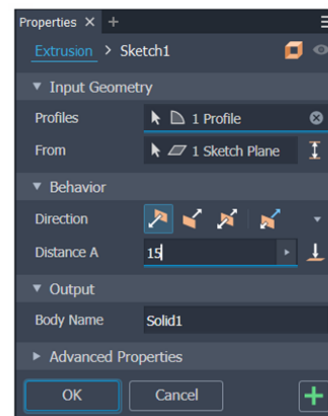 Properties × +
Extrusion > Sketch1
Input Geometry
Profiles 1 Profile
From 1 Sketch Plane
Behavior
Direction
Distance A 15
Output
Body Name Solid1
Advanced Properties
OK Cancel